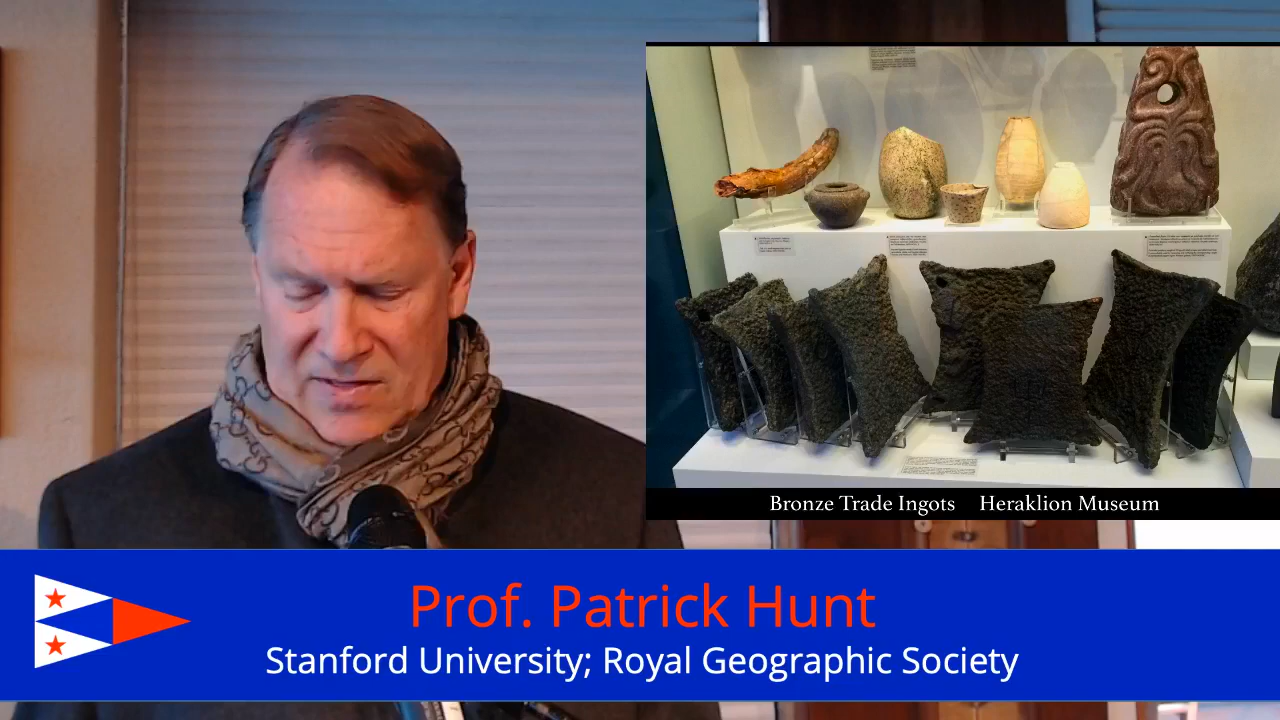 Bronze Trade Ingots Heraklion Museum
Prof. Patrick Hunt
Stanford University; Royal Geographic Society